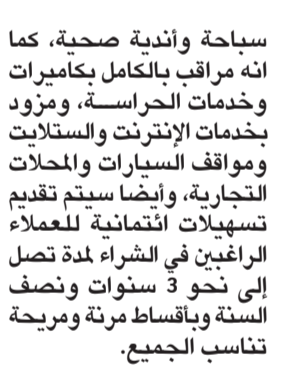 سباحة وأندية صحية، كما
انه مراقب بالكامل بكاميرات
وخدمات الحراســة، ومزود
بخدمات الإنترنت والستلايت
ومواقف السيارات والمحلات
التجارية، وأيضا سيتم تقديم
تسهيلات ائتمانية للعملاء
الراغبين في الشراء لمدة تصل
إلى نحو 3 سنوات ونصف
السنة وبأقساط مرنة ومريحة
تناسب الجميع.